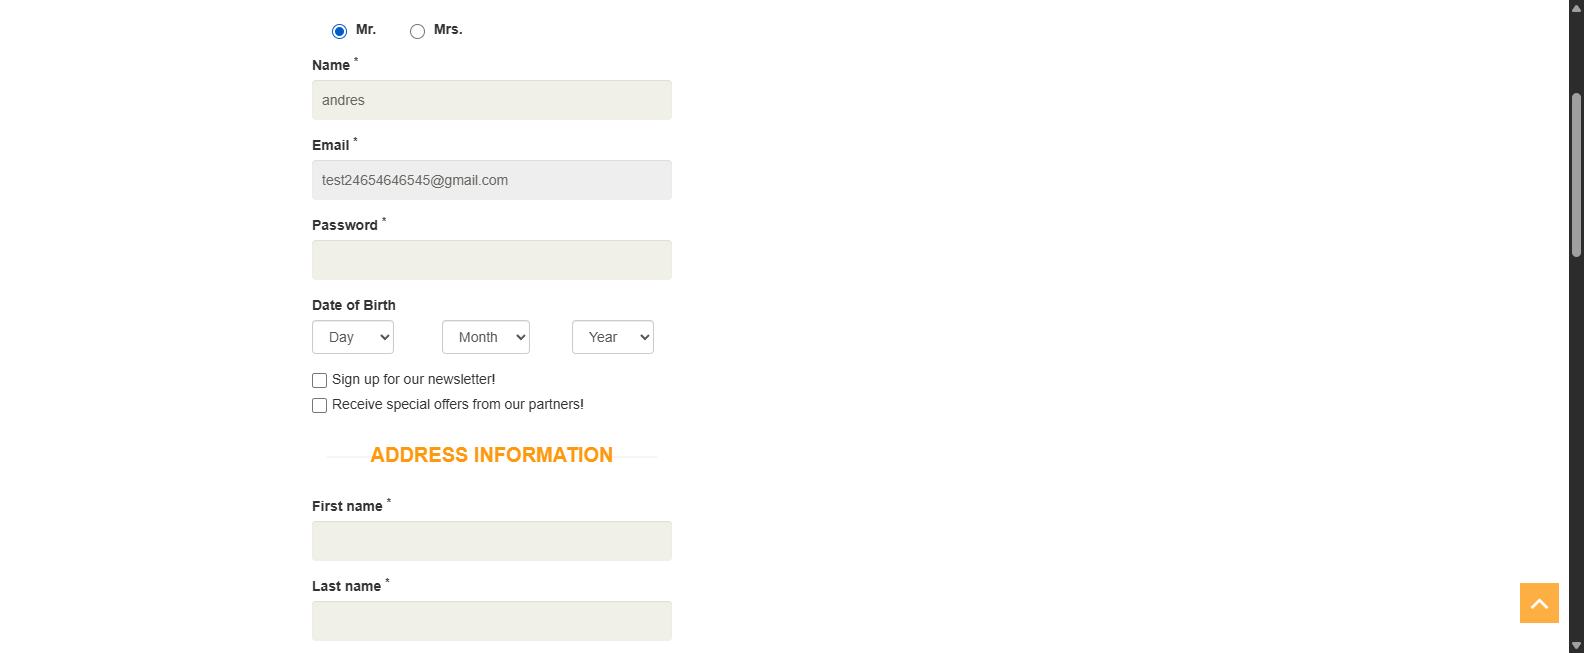 Mr. Mrs.
Name *
andres
Email *
test24654646545@gmail.com
Password *
Date of Birth
Day Month Year
Sign up for our newsletter!
Receive special offers from our partners!
ADDRESS INFORMATION
First name *
Last name *